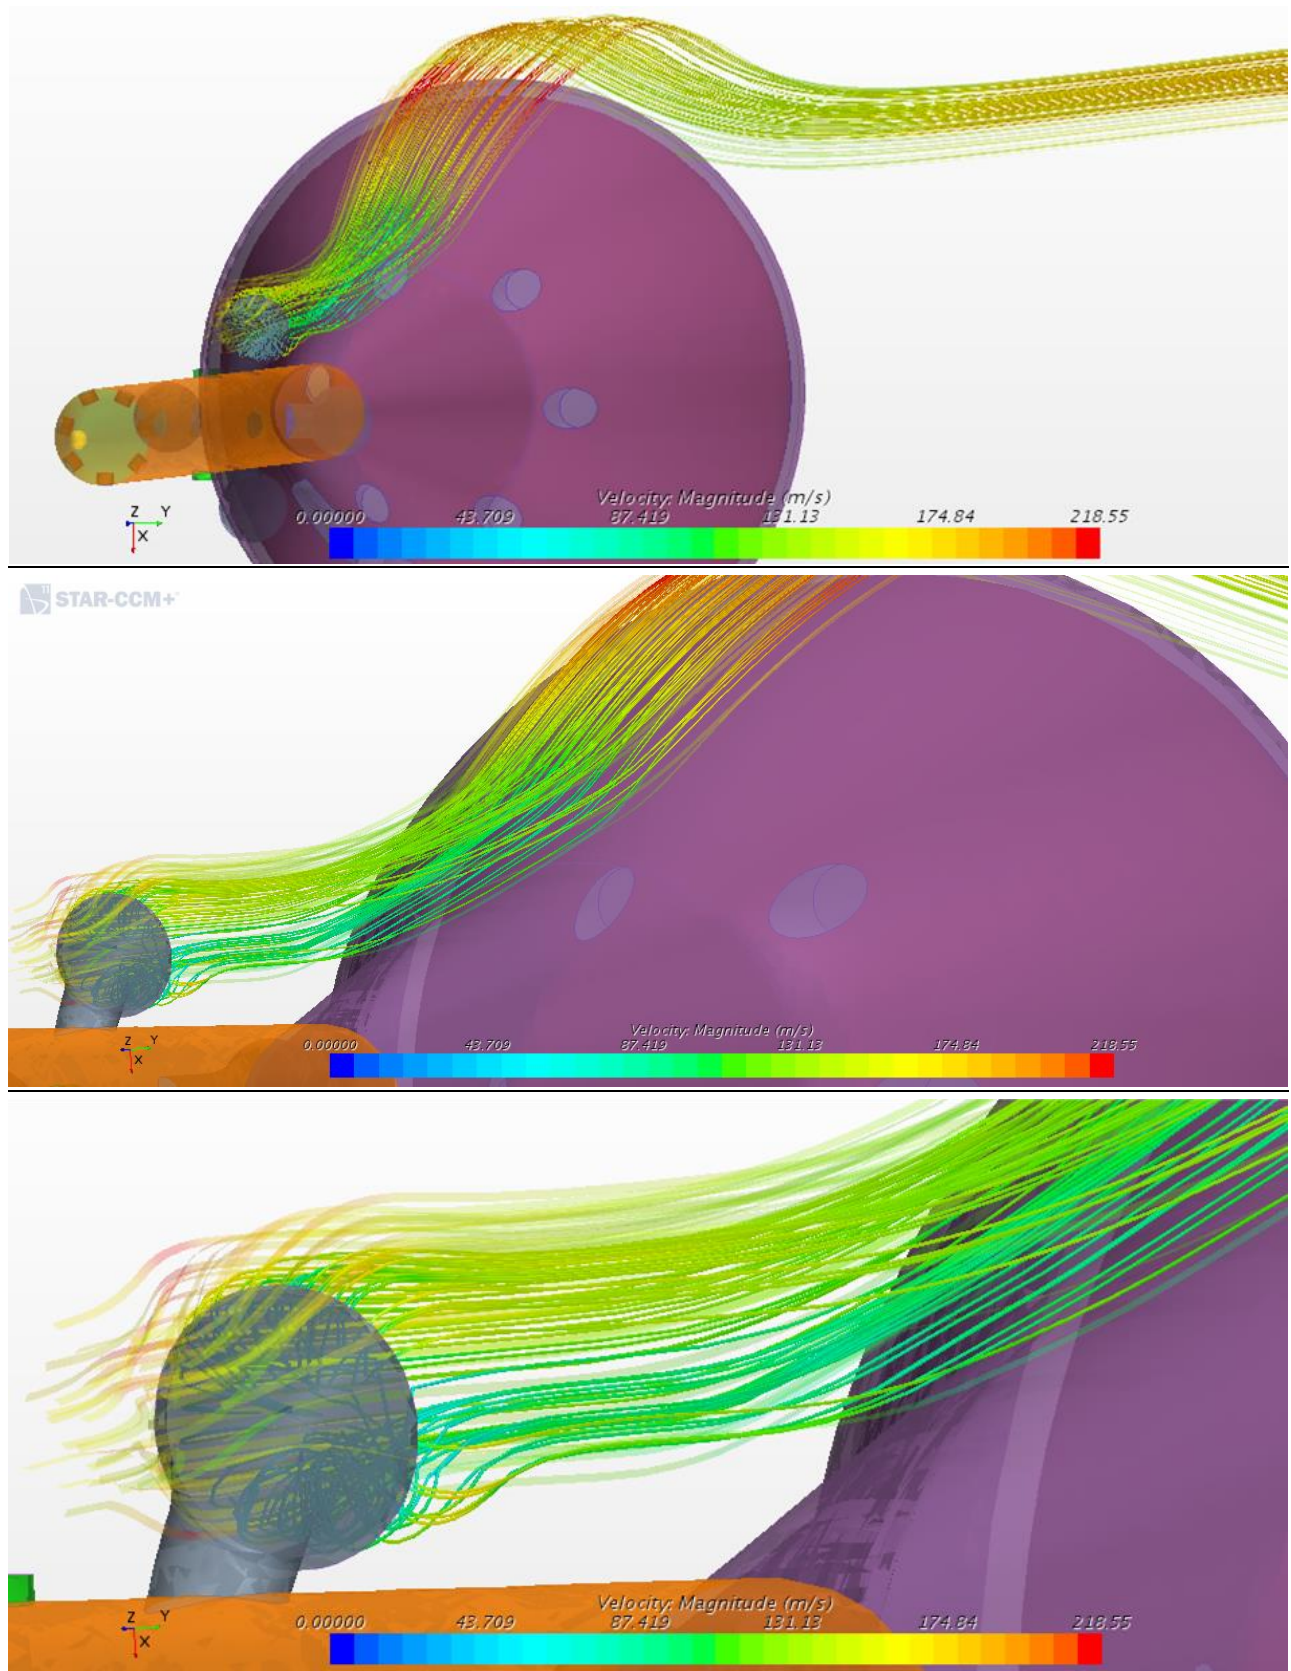 Velocity: Magnitude (m/s)
0.00000 43.709 87.419 131.13 174.84 218.55
Z Y
X
STAR-CCM+
Velocity: Magnitude (m/s)
0.00000 43.709 87.419 131.13 174.84 218.55
Z Y
X
Velocity: Magnitude (m/s)
0.00000 43.709 87.419 131.13 174.84 218.55
Z Y
X